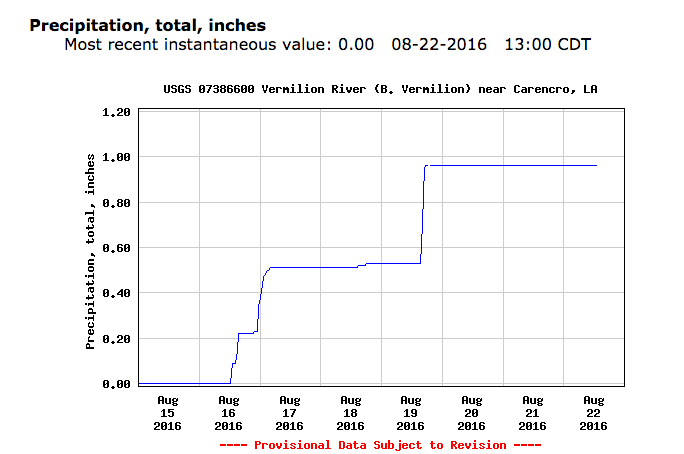 Precipitation, total, inches
Most recent instantaneous value: 0.00 08-22-2016 13:00 CDT
USGS 07386600 Vermilion River (B. Vermilion) near Carencro, LA
Precipitation, total, inches
1.20
1.00
0.80
0.60
0.40
0.20
0.00
Aug Aug Aug Aug Aug Aug Aug Aug
15 16 17 18 19 20 21 22
2016 2016 2016 2016 2016 2016 2016 2016
---- Provisional Data Subject to Revision ----